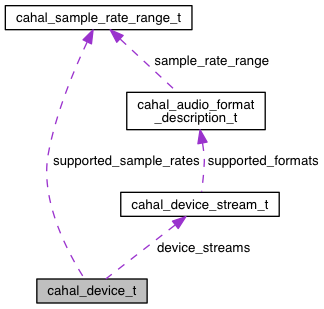 cahal_sample_rate_range_t
sample_rate_range
cahal_audio_format
_description_t
supported_sample_rates
supported_formats
cahal_device_stream_t
device_streams
cahal_device_t